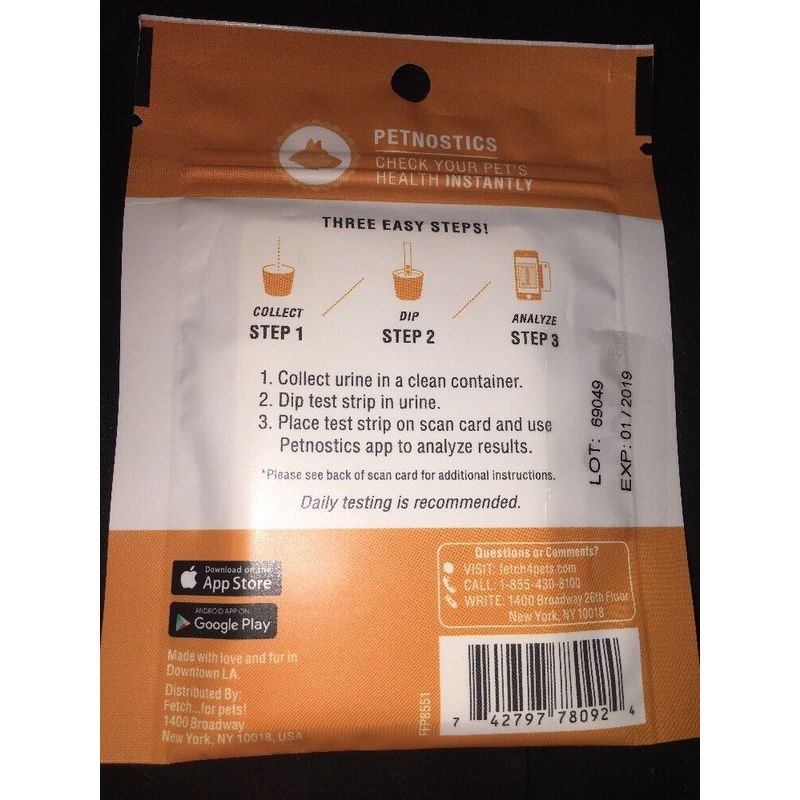 PETNOSTICS
CHECK YOUR PET'S
HEALTH INSTANTLY
THREE EASY STEPS!
COLLECT
STEP 1
DIP
STEP 2
ANALYZE
STEP 3
1. Collect urine in a clean container.
2. Dip test strip in urine.
3. Place test strip on scan card and use
Petnostics app to analyze results.
*Please see back of scan card for additional instructions.
Daily testing is recommended.
LOT: 69049
EXP: 01/2019
Download on the
App Store
ANDROID APP ON
Google Play
Made with love and fur in
Downtown LA.
Distributed By:
Fetch...for pets!
1400 Broadway
New York, NY 10018, USA
Questions or Comments?
VISIT: fetch4pets.com
CALL: 1-855-430-8100
WRITE: 1400 Broadway 26th Floor
New York, NY 10018
FFP8551
7 42797 78092 4